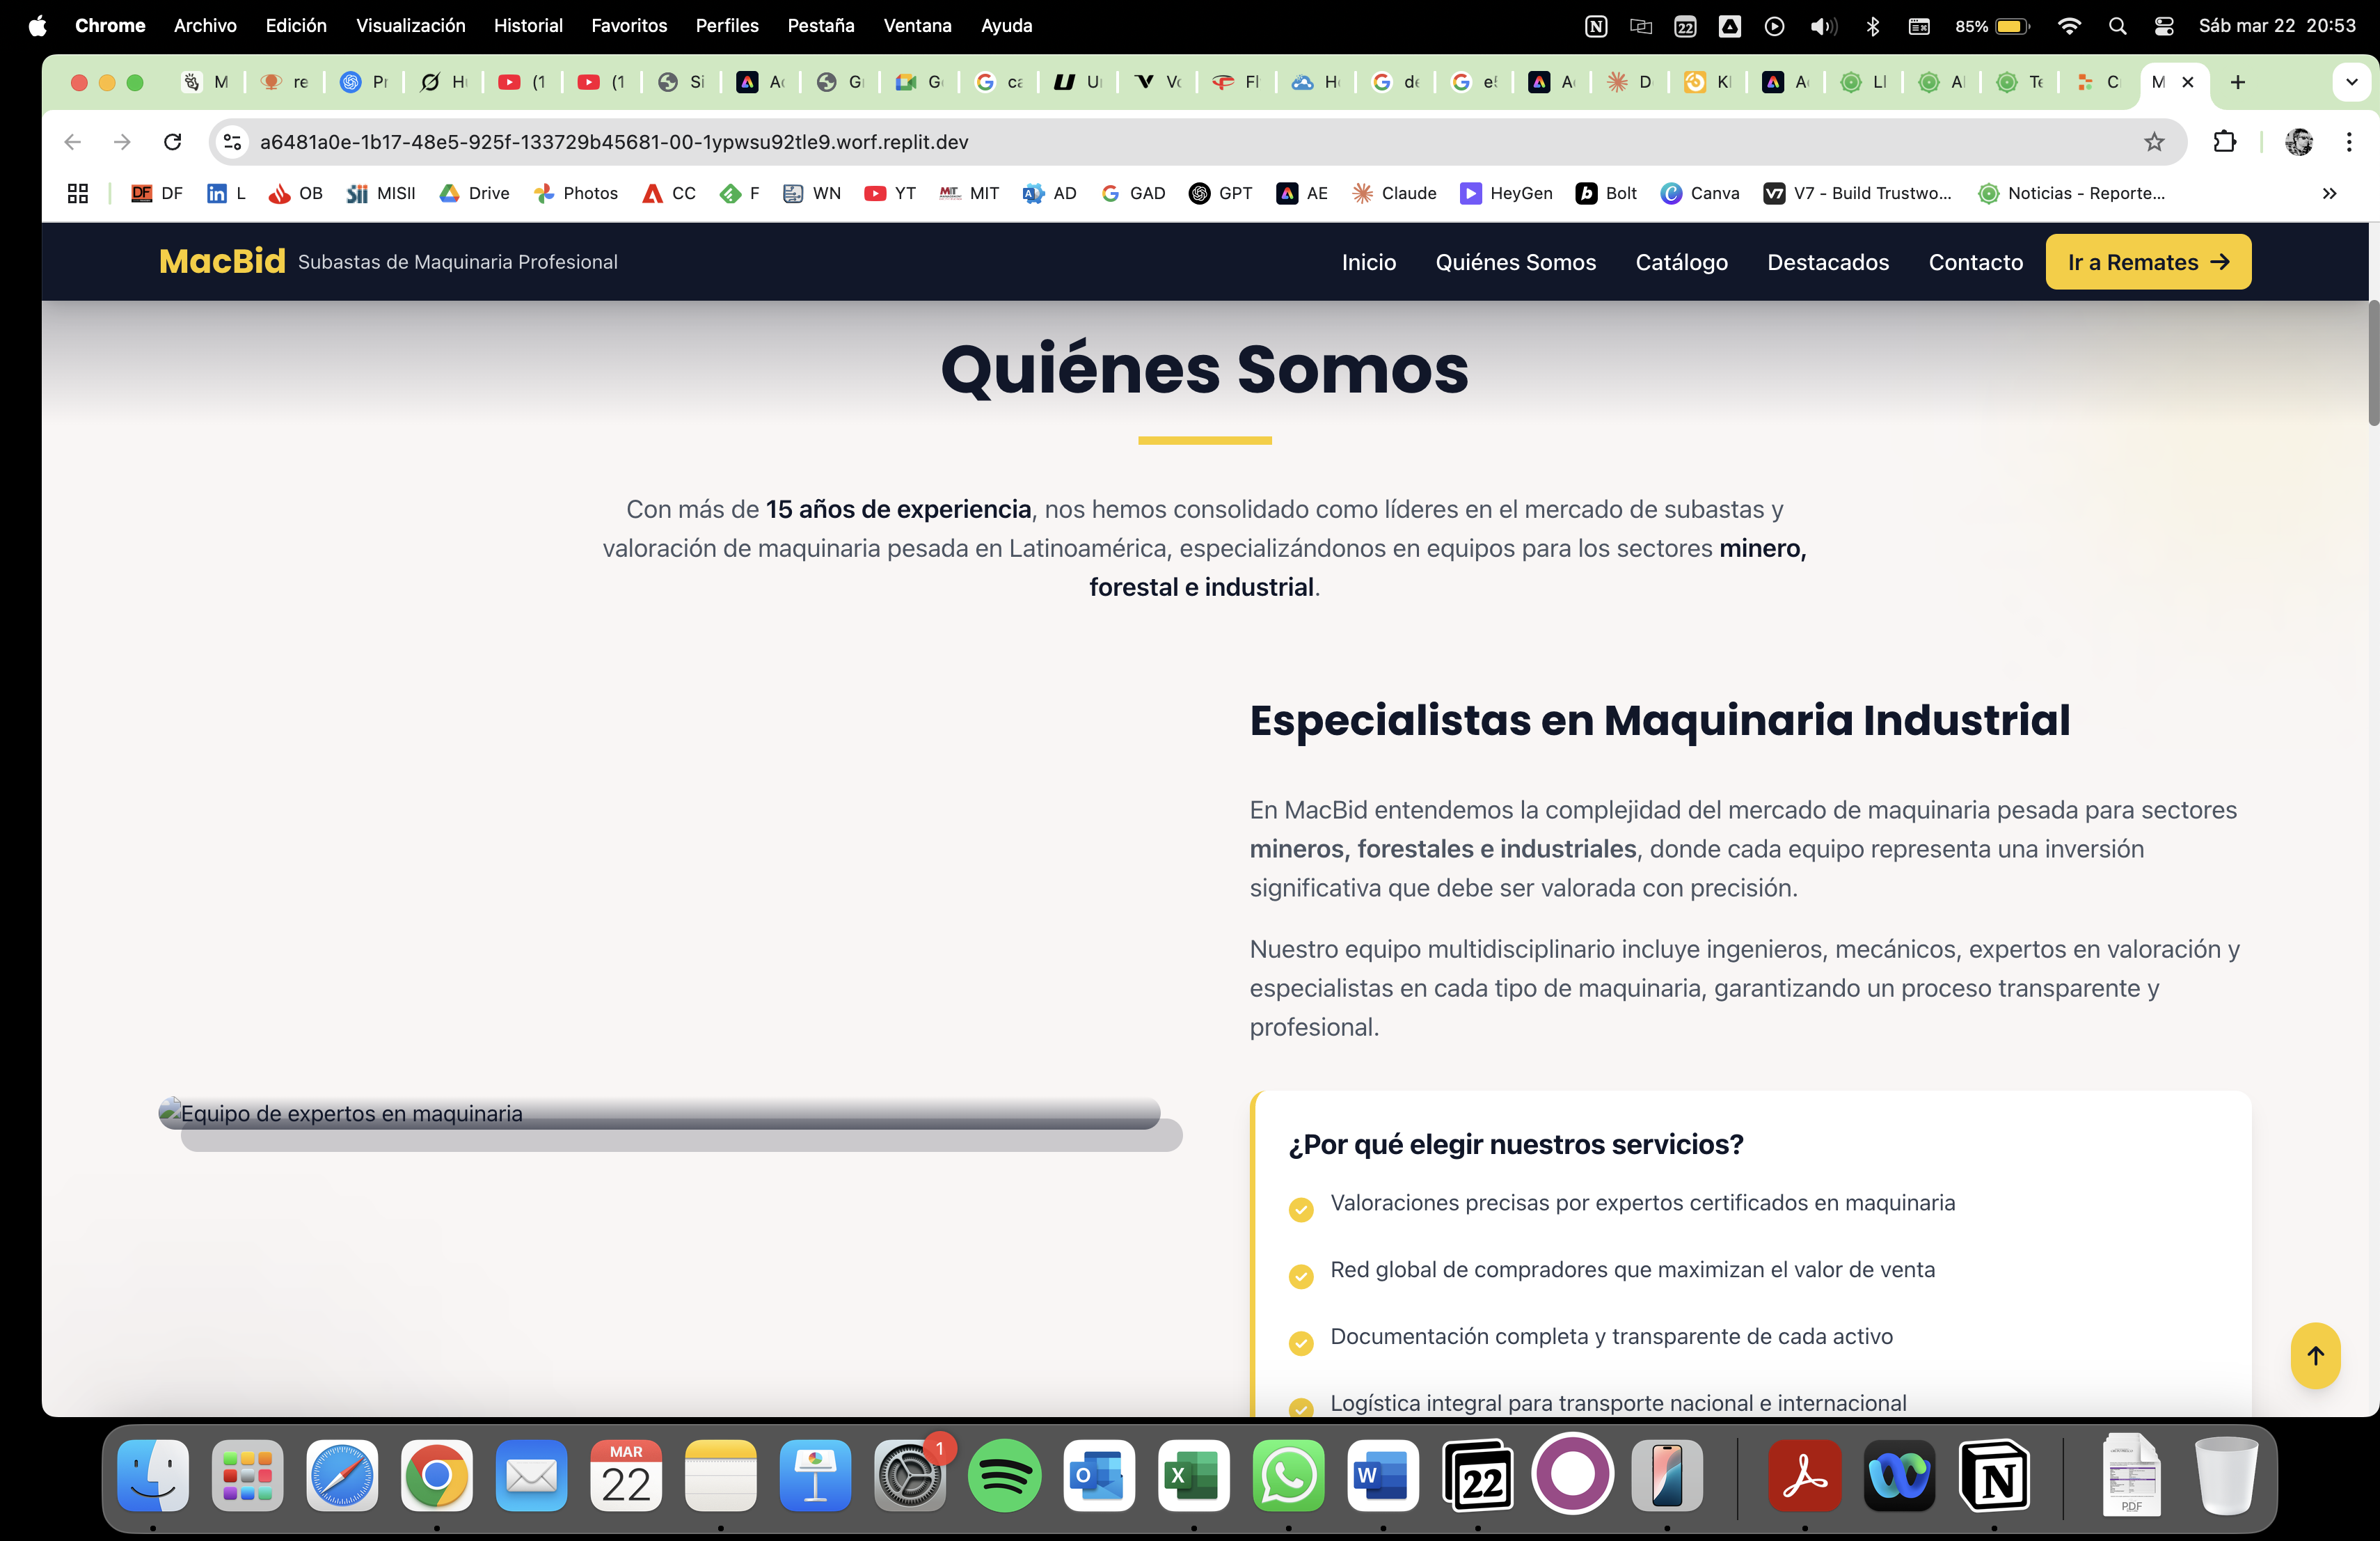 Chrome Archivo Edición Visualización Historial Favoritos Perfiles Pestaña Ventana Ayuda 22 85% Sáb mar 22 20:53
M re Pr H (1 (1 Si A G G ca U V Fl H de e! A D K A Ll A Te C M
a6481a0e-1b17-48e5-925f-133729b45681-00-1ypwsu92tle9.worf.replit.dev
DF DF in L OB Sii MISII Drive Photos CC F WN YT MIT MIT AD GAD GPT AE Claude HeyGen b Bolt Canva V7 V7 - Build Trustwo... Noticias - Reporte...
MacBid Subastas de Maquinaria Profesional Inicio Quiénes Somos Catálogo Destacados Contacto Ir a Remates →
Quiénes Somos
Con más de 15 años de experiencia, nos hemos consolidado como líderes en el mercado de subastas y
valoración de maquinaria pesada en Latinoamérica, especializándonos en equipos para los sectores minero,
forestal e industrial.
Especialistas en Maquinaria Industrial
En MacBid entendemos la complejidad del mercado de maquinaria pesada para sectores
mineros, forestales e industriales, donde cada equipo representa una inversión
significativa que debe ser valorada con precisión.
Nuestro equipo multidisciplinario incluye ingenieros, mecánicos, expertos en valoración y
especialistas en cada tipo de maquinaria, garantizando un proceso transparente y
profesional.
Equipo de expertos en maquinaria
¿Por qué elegir nuestros servicios?
Valoraciones precisas por expertos certificados en maquinaria
Red global de compradores que maximizan el valor de venta
Documentación completa y transparente de cada activo
Logística integral para transporte nacional e internacional
MAR
22
1
O
X
W
22
N
PDF